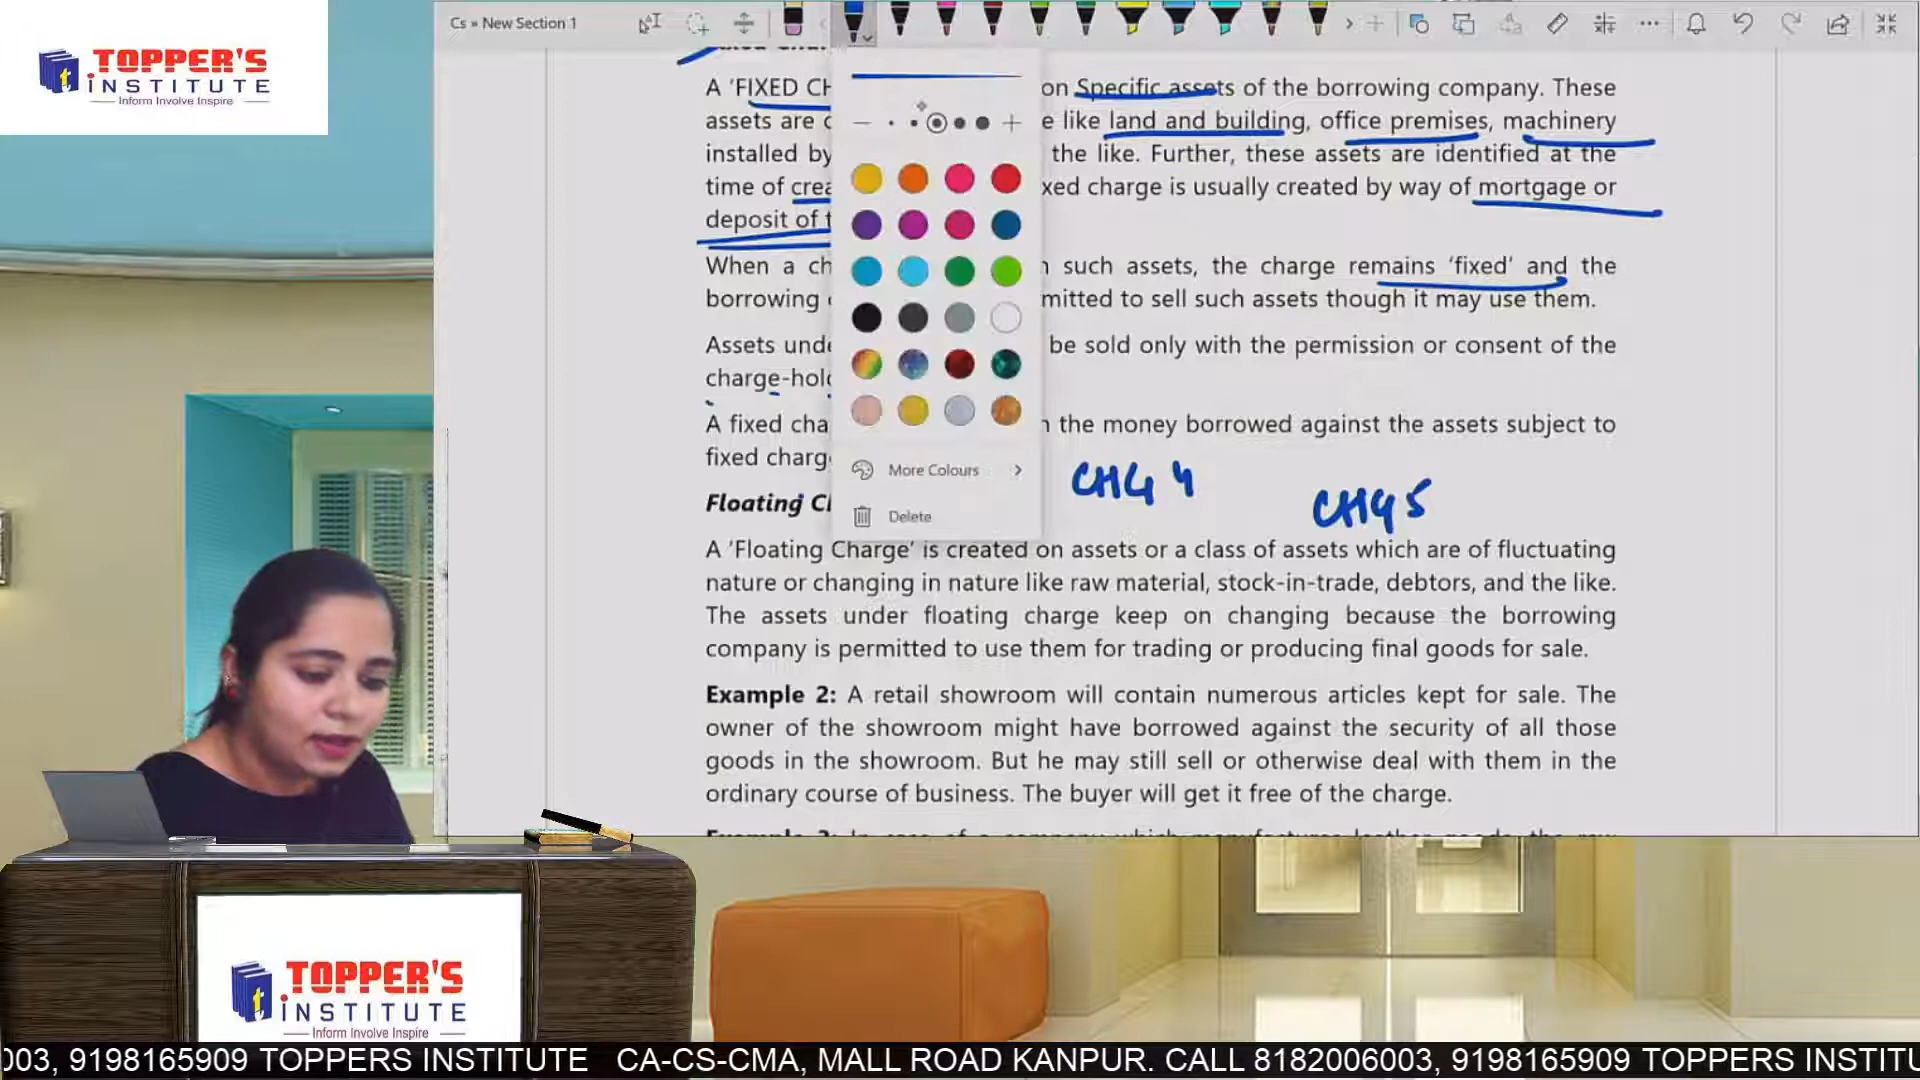 TOPPER'S
INSTITUTE
Inform Involve Inspire
Cs » New Section 1
A 'FIXED CH
on Specific assets of the borrowing company. These
assets are
e like land and building, office premises, machinery
installed by
the like. Further, these assets are identified at the
time of crea
xed charge is usually created by way of mortgage or
deposit of t
When a ch
such assets, the charge remains 'fixed' and the
borrowing
mitted to sell such assets though it may use them.
Assets unde
be sold only with the permission or consent of the
charge-hol
A fixed cha
the money borrowed against the assets subject to
fixed charg
More Colours
Delete
CHG 4
CHG 5
Floating C
A 'Floating Charge' is created on assets or a class of assets which are of fluctuating
nature or changing in nature like raw material, stock-in-trade, debtors, and the like.
The assets under floating charge keep on changing because the borrowing
company is permitted to use them for trading or producing final goods for sale.
Example 2: A retail showroom will contain numerous articles kept for sale. The
owner of the showroom might have borrowed against the security of all those
goods in the showroom. But he may still sell or otherwise deal with them in the
ordinary course of business. The buyer will get it free of the charge.
TOPPER'S
INSTITUTE
Inform Involve Inspire
003, 9198165909 TOPPERS INSTITUTE CA-CS-CMA, MALL ROAD KANPUR. CALL 8182006003, 9198165909 TOPPERS INSTITU